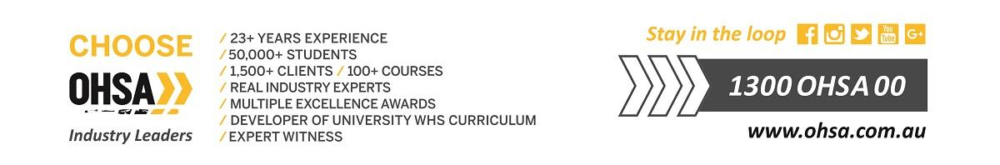 CHOOSE
OHSA
Industry Leaders
/ 23+ YEARS EXPERIENCE
/ 50,000+ STUDENTS
/ 1,500+ CLIENTS / 100+ COURSES
/ REAL INDUSTRY EXPERTS
/ MULTIPLE EXCELLENCE AWARDS
/ DEVELOPER OF UNIVERSITY WHS CURRICULUM
/ EXPERT WITNESS
Stay in the loop
You
Tube
G+
1300 OHSA 00
www.ohsa.com.au